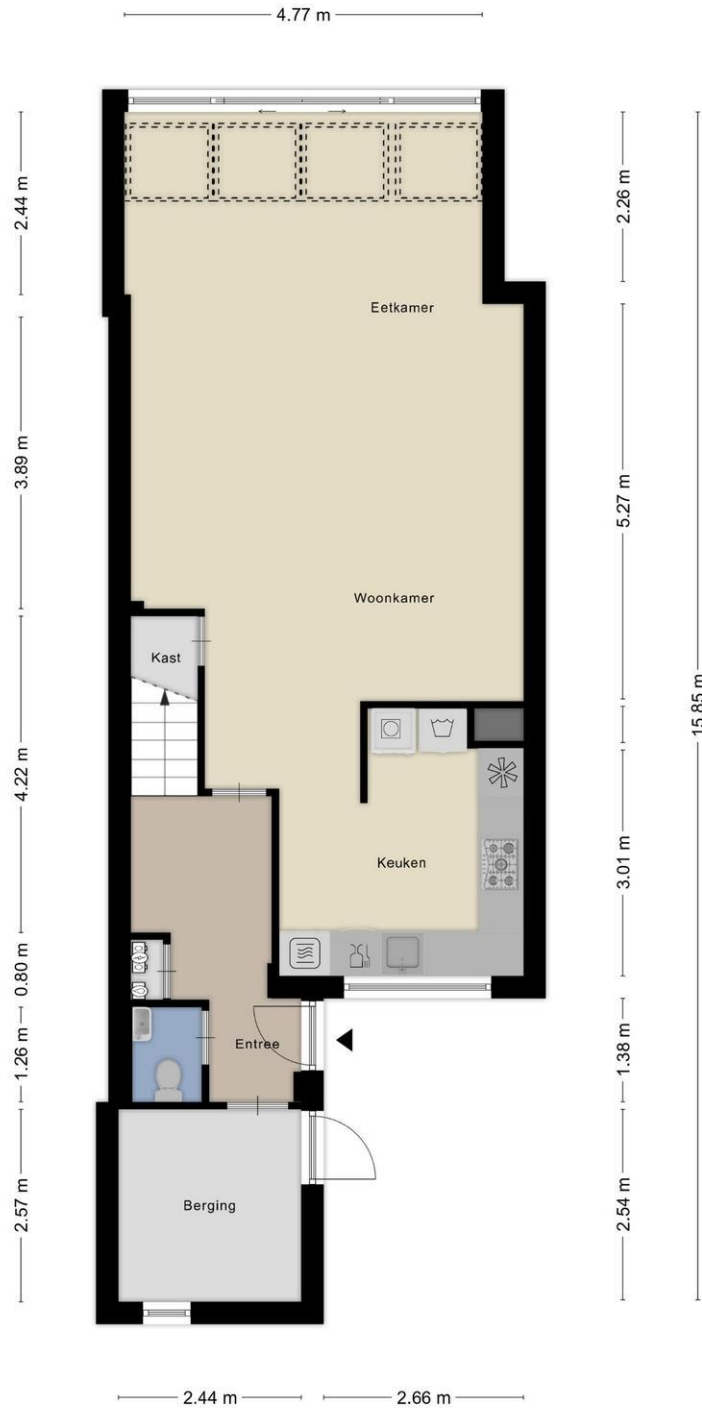 4.77 m
2.44 m
2.26 m
Eetkamer
3.89 m
5.27 m
Woonkamer
Kast
15.85 m
4.22 m
Keuken
3.01 m
0.80 m
Entree
1.26 m
1.38 m
Berging
2.57 m
2.54 m
2.44 m
2.66 m